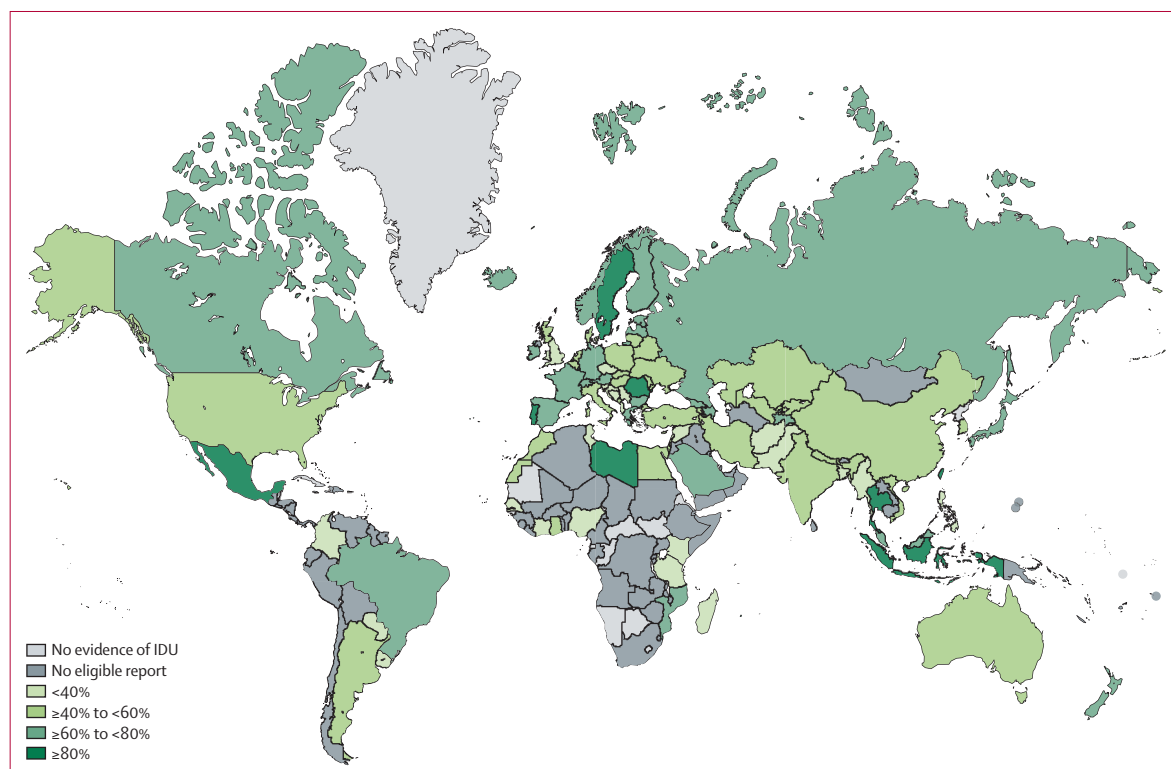 No evidence of IDU
No eligible report
<40%
≥40% to <60%
≥60% to <80%
≥80%